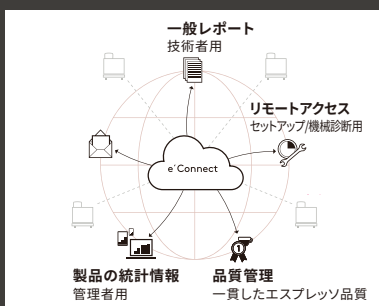 一般レポート
技術者用
リモートアクセス
セットアップ/機械診断用
e'Connect
製品の統計情報
管理者用
品質管理
一貫したエスプレッソ品質
1